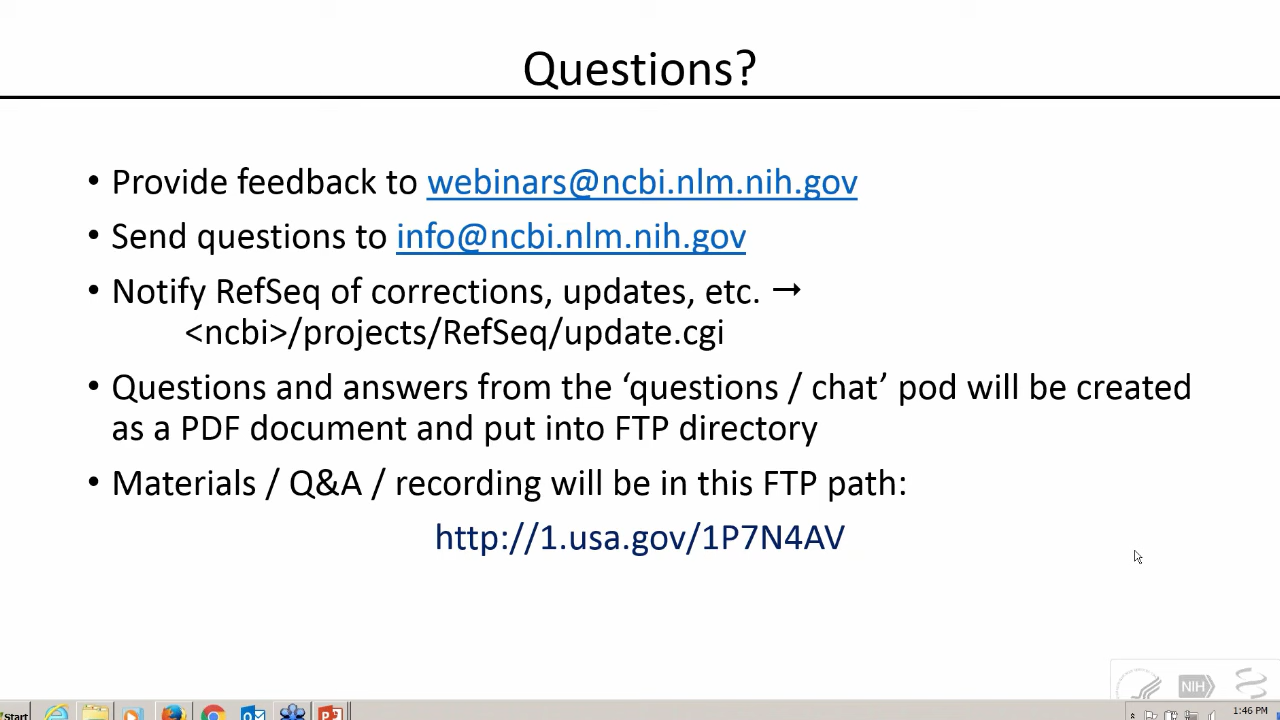 Questions?
• Provide feedback to webinars@ncbi.nlm.nih.gov
• Send questions to info@ncbi.nlm.nih.gov
• Notify RefSeq of corrections, updates, etc. →
<ncbi>/projects/RefSeq/update.cgi
• Questions and answers from the ‘questions / chat’ pod will be created
as a PDF document and put into FTP directory
• Materials / Q&A / recording will be in this FTP path:
http://1.usa.gov/1P7N4AV
NIH
Start
1:46 PM